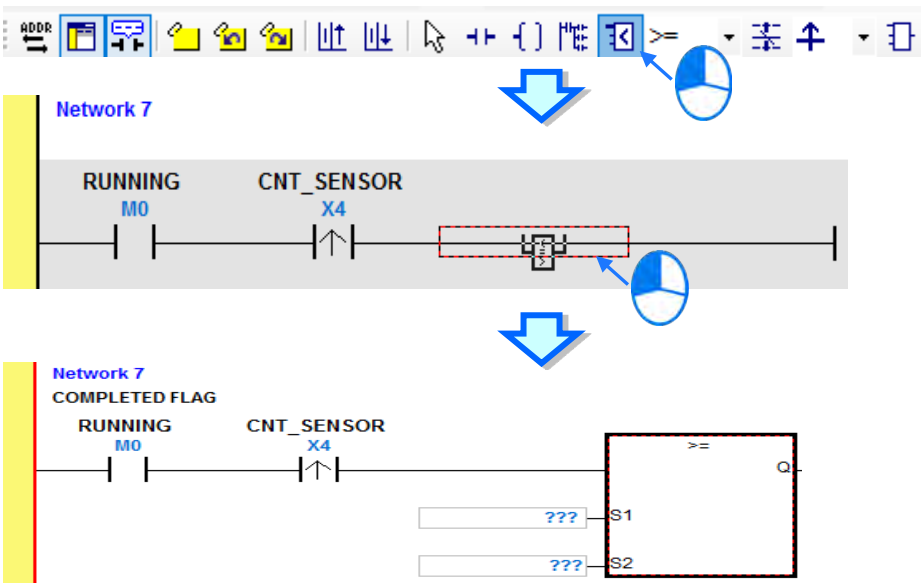 ADDR
>=
Network 7
RUNNING CNT_SENSOR
M0 X4
Network 7
COMPLETED FLAG
RUNNING CNT_SENSOR
M0 X4
>=
Q
??? S1
??? S2